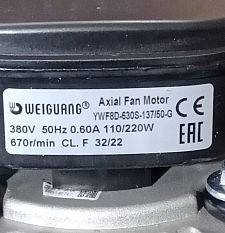 WEIGUANG® Axial Fan Motor
YWF8D-630S-137/50-G
380V 50Hz 0.60A 110/220W
670r/min CL. F 32/22
CE
EAC